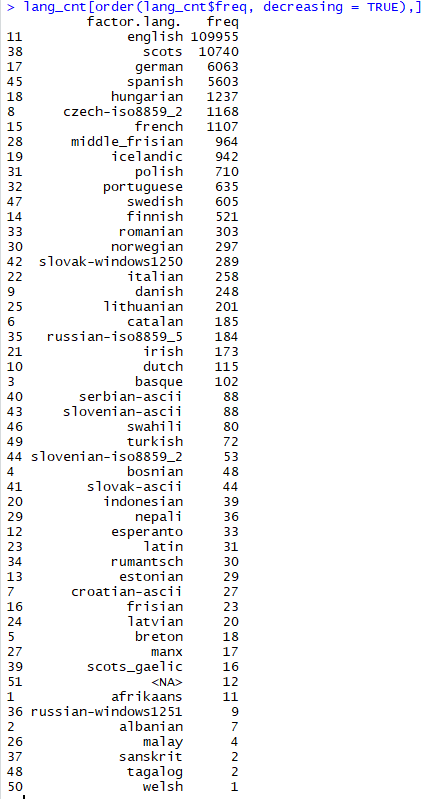 > lang_cnt[order(lang_cnt$freq, decreasing = TRUE),]
factor.lang. freq
11 english 109955
38 scots 10740
17 german 6063
45 spanish 5603
18 hungarian 1237
8 czech-iso8859_2 1168
15 french 1107
28 middle_frisian 964
19 icelandic 942
31 polish 710
32 portuguese 635
47 swedish 605
14 finnish 521
33 romanian 303
30 norwegian 297
42 slovak-windows1250 289
22 italian 258
9 danish 248
25 lithuanian 201
6 catalan 185
35 russian-iso8859_5 184
21 irish 173
10 dutch 115
3 basque 102
40 serbian-ascii 88
43 slovenian-ascii 88
46 swahili 80
49 turkish 72
44 slovenian-iso8859_2 53
4 bosnian 48
41 slovak-ascii 44
20 indonesian 39
29 nepali 36
12 esperanto 33
23 latin 31
34 rumantsch 30
13 estonian 29
7 croatian-ascii 27
16 frisian 23
24 latvian 20
5 breton 18
27 manx 17
39 scots_gaelic 16
51 <NA> 12
1 afrikaans 11
36 russian-windows1251 9
2 albanian 7
26 malay 4
37 sanskrit 2
48 tagalog 2
50 welsh 1